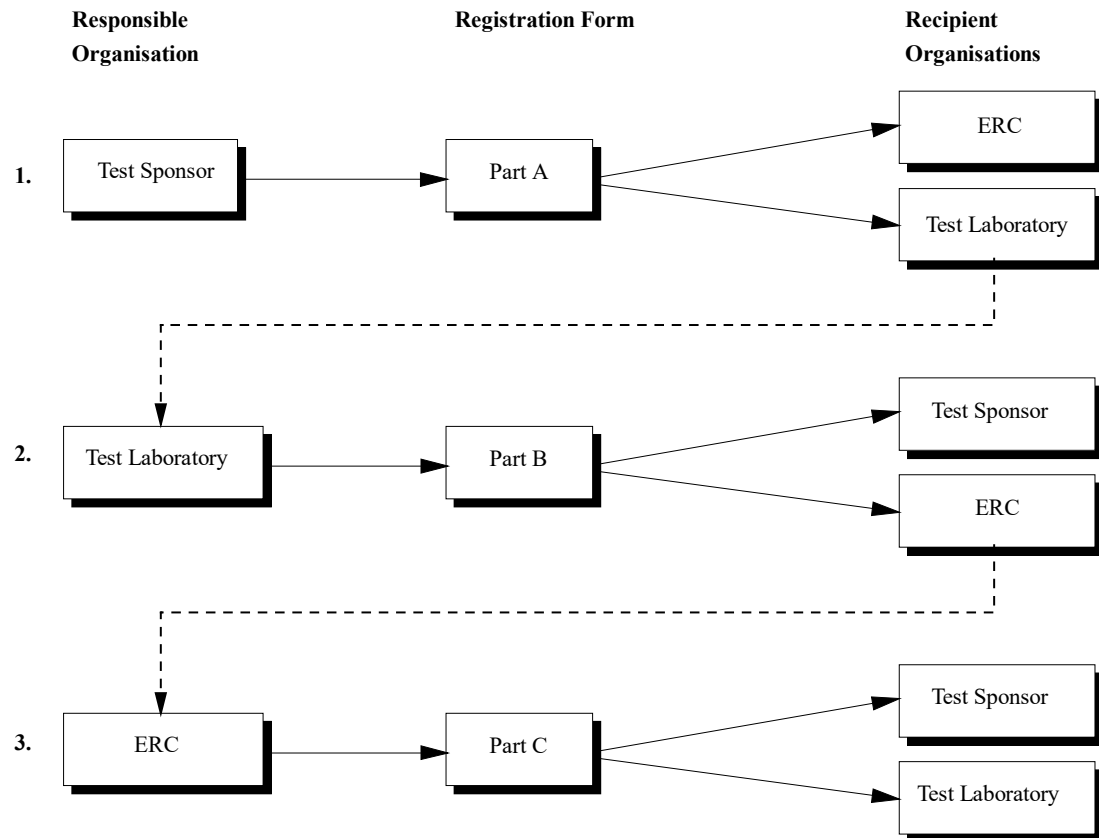 Responsible
Organisation
Registration Form
Recipient
Organisations
ERC
1.
Test Sponsor
Part A
Test Laboratory
Test Sponsor
2.
Test Laboratory
Part B
ERC
Test Sponsor
3.
ERC
Part C
Test Laboratory